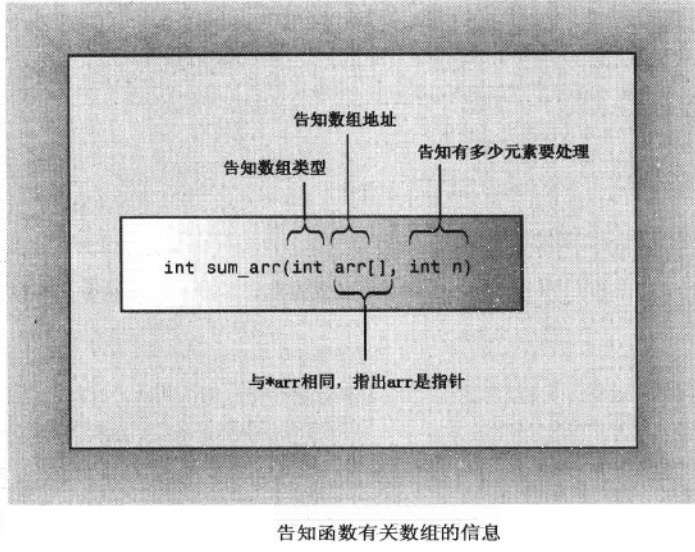 告知数组地址
告知有多少元素要处理
告知数组类型
int sum_arr(int arr[], int n)
与*arr相同，指出arr是指针
告知函数有关数组的信息